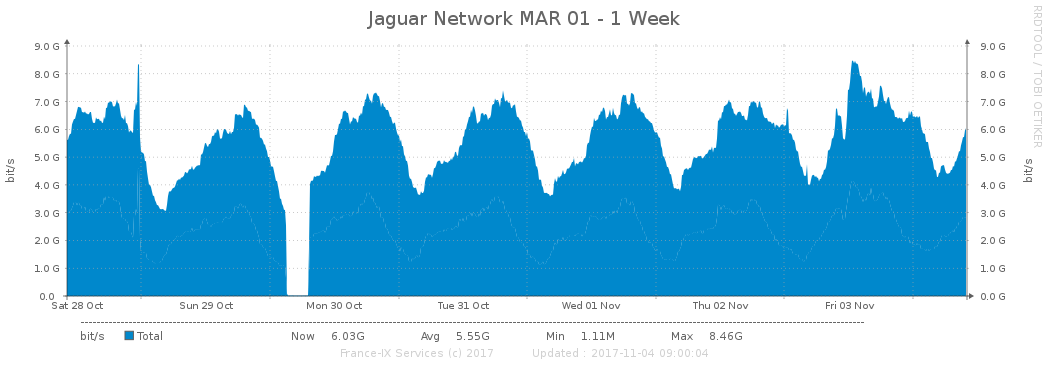 Jaguar Network MAR 01 - 1 Week
RRDTOOL / TOBI OETIKER
9.0 G 9.0 G
8.0 G 8.0 G
7.0 G 7.0 G
6.0 G 6.0 G
5.0 G 5.0 G
4.0 G 4.0 G
3.0 G 3.0 G
2.0 G 2.0 G
1.0 G 1.0 G
0.0 0.0 G
bit/s
bit/s
Sat 28 Oct Sun 29 Oct Mon 30 Oct Tue 31 Oct Wed 01 Nov Thu 02 Nov Fri 03 Nov
bit/s Total Now 6.03G Avg 5.55G Min 1.11M Max 8.46G
France-IX Services (c) 2017 Updated : 2017-11-04 09:00:04